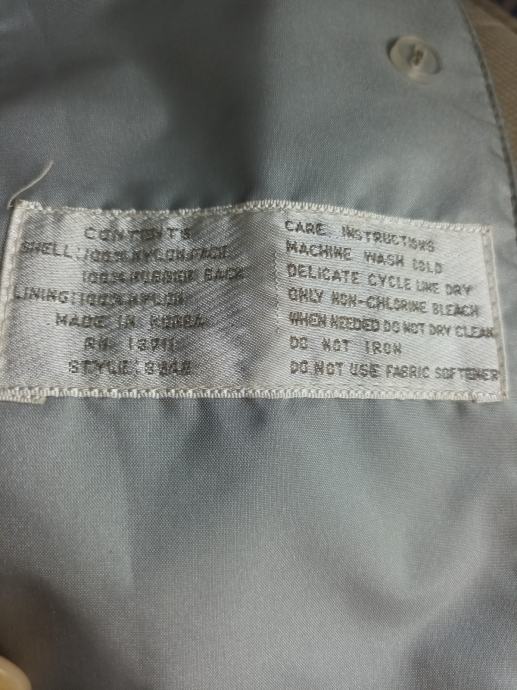 CONTENTS
SHELL: 100% NYLON FACE
100% RUBBER BACK
LINING: 100% NYLON
MADE IN KOREA
RN.
STYLE:
CARE INSTRUCTIONS
MACHINE WASH COLD
DELICATE CYCLE LINE DRY
ONLY NON-CHLORINE BLEACH
WHEN NEEDED DO NOT DRY CLEAN
DO NOT IRON
DO NOT USE FABRIC SOFTENER